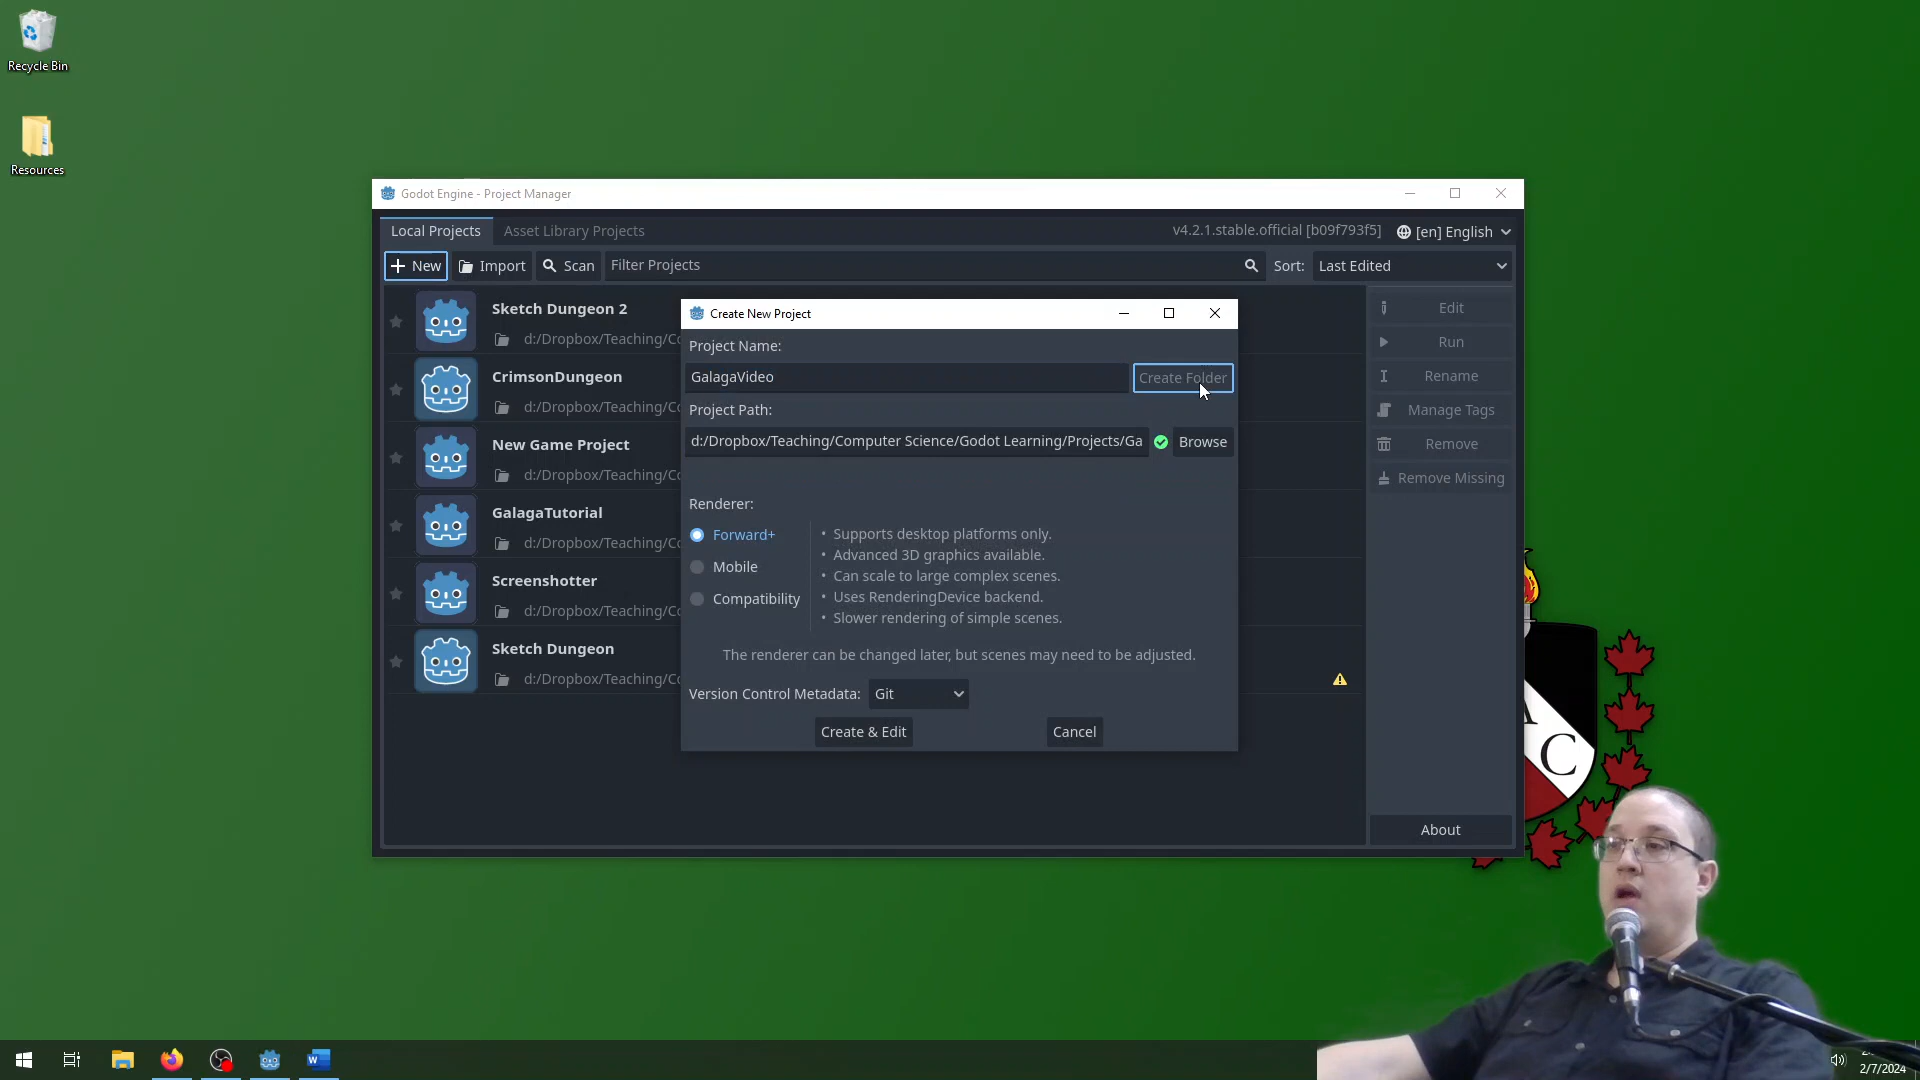 Recycle Bin
Resources
Godot Engine - Project Manager
Local Projects
Asset Library Projects
v4.2.1.stable.official [b09f793f5]
[en] English
New
Import
Scan
Filter Projects
Sort:
Last Edited
Sketch Dungeon 2
d:/Dropbox/Teaching/Co
CrimsonDungeon
d:/Dropbox/Teaching/Co
New Game Project
d:/Dropbox/Teaching/Co
GalagaTutorial
d:/Dropbox/Teaching/Co
Screenshotter
d:/Dropbox/Teaching/Co
Sketch Dungeon
d:/Dropbox/Teaching/Co
Edit
Run
Rename
Manage Tags
Remove
Remove Missing
About
Create New Project
Project Name:
GalagaVideo
Create Folder
Project Path:
d:/Dropbox/Teaching/Computer Science/Godot Learning/Projects/Ga
Browse
Renderer:
Forward+
Mobile
Compatibility
• Supports desktop platforms only.
• Advanced 3D graphics available.
• Can scale to large complex scenes.
• Uses RenderingDevice backend.
• Slower rendering of simple scenes.
The renderer can be changed later, but scenes may need to be adjusted.
Version Control Metadata:
Git
Create & Edit
Cancel
C
2/7/2024